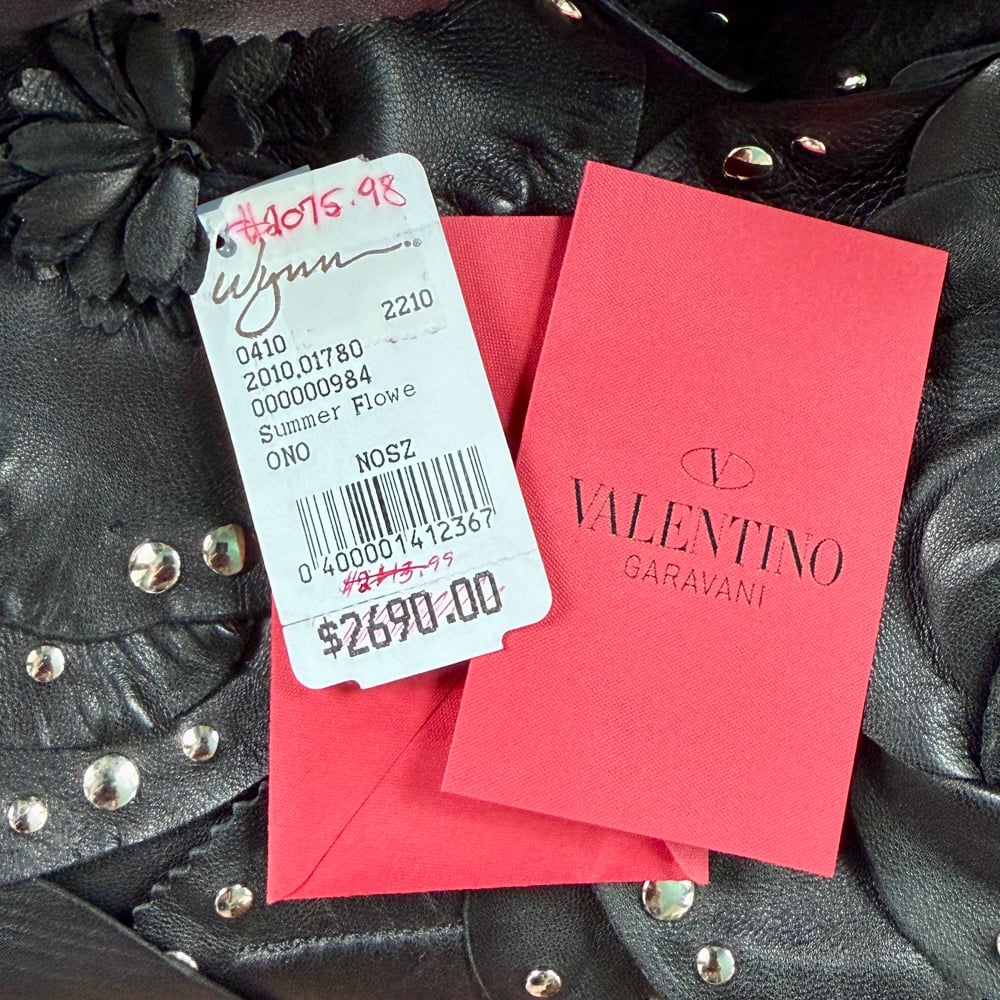 #1075.98
Wynn®
2210
0410
2010,01780
000000984
Summer Flowe
ONO NOSZ
0 400001412367
$2690.00
V
VALENTINO
GARAVANI